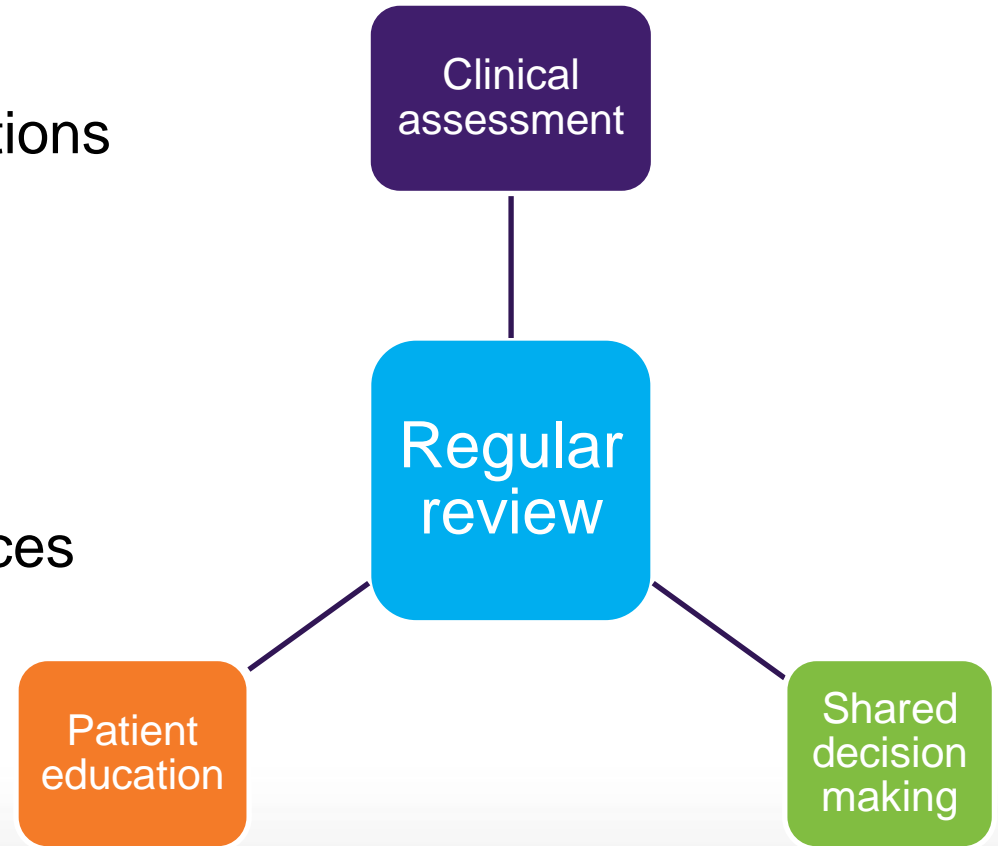 Clinical
assessment
tions
Regular
review
ces
Patient
education
Shared
decision
making